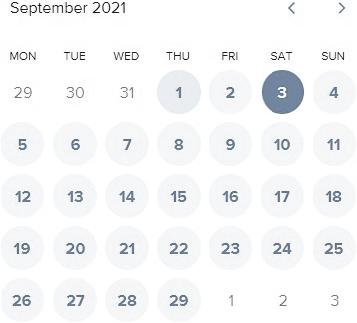 September 2021
MON TUE WED THU FRI SAT SUN
29 30 31 1 2 3 4
5 6 7 8 9 10 11
12 13 14 15 16 17 18
19 20 21 22 23 24 25
26 27 28 29 1 2 3